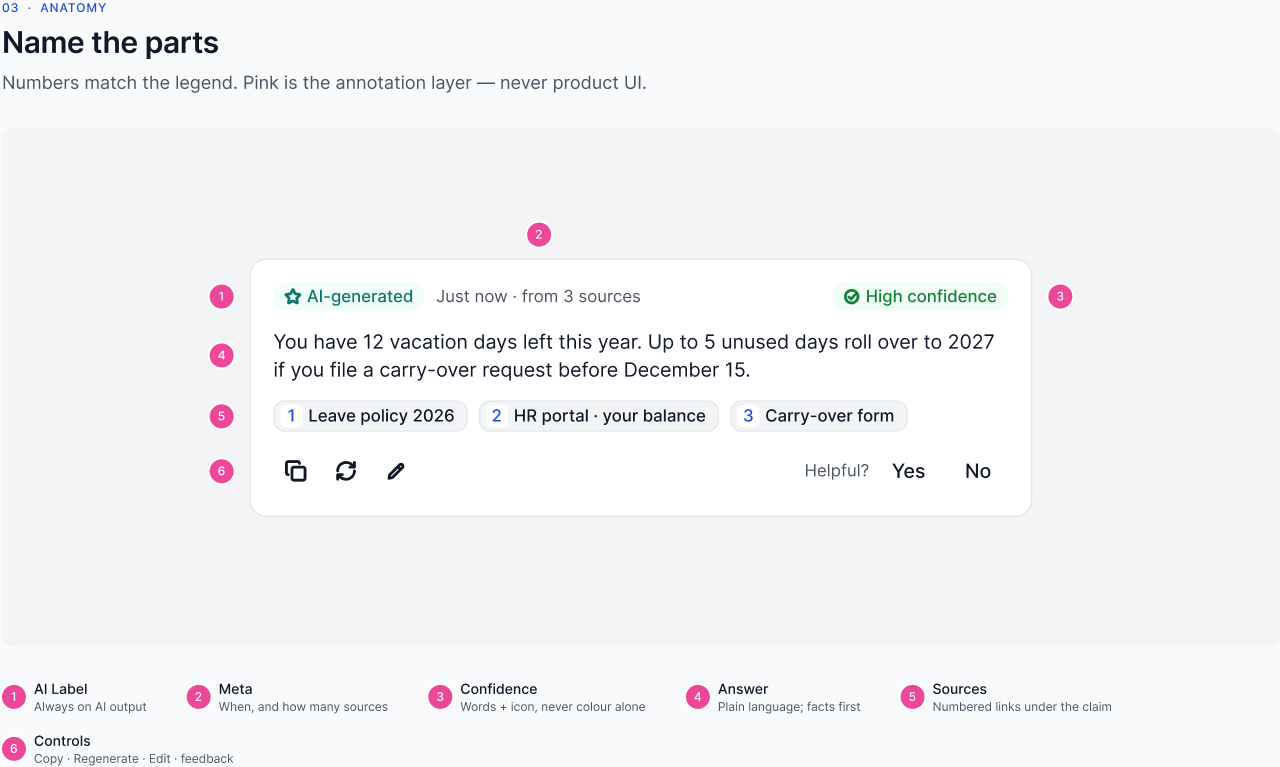 03 · ANATOMY
Name the parts
Numbers match the legend. Pink is the annotation layer — never product UI.
2
1
AI-generated
Just now · from 3 sources
High confidence
3
4
You have 12 vacation days left this year. Up to 5 unused days roll over to 2027
if you file a carry-over request before December 15.
5
1 Leave policy 2026
2 HR portal · your balance
3 Carry-over form
6
Helpful?
Yes
No
1 AI Label
Always on AI output
2 Meta
When, and how many sources
3 Confidence
Words + icon, never colour alone
4 Answer
Plain language; facts first
5 Sources
Numbered links under the claim
6 Controls
Copy · Regenerate · Edit · feedback